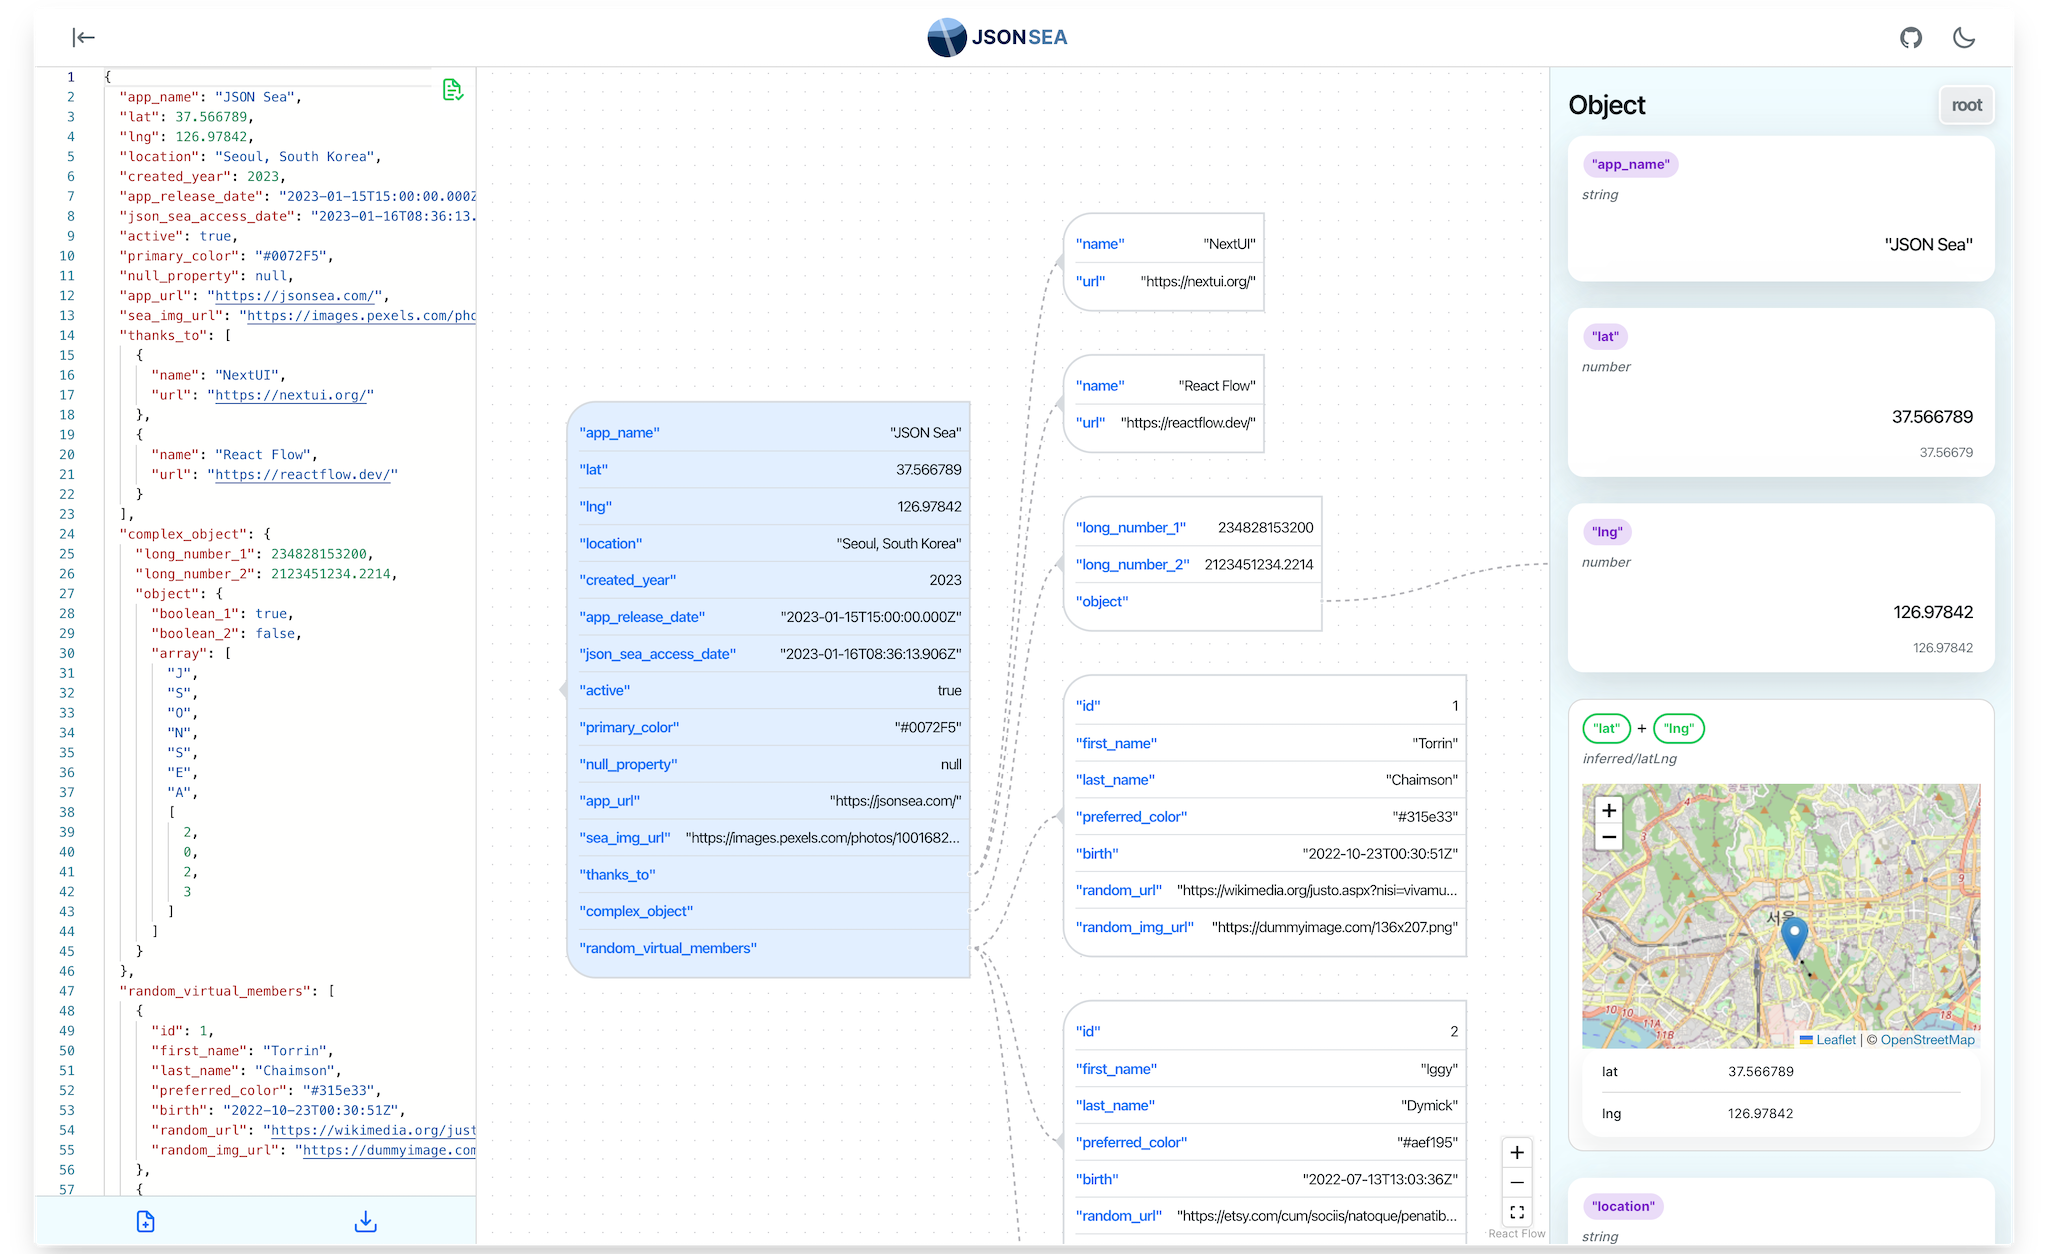 JSON SEA
1 {
2 "app_name": "JSON Sea",
3 "lat": 37.566789,
4 "lng": 126.97842,
5 "location": "Seoul, South Korea",
6 "created_year": 2023,
7 "app_release_date": "2023-01-15T15:00:00.000Z
8 "json_sea_access_date": "2023-01-16T08:36:13.
9 "active": true,
10 "primary_color": "#0072F5",
11 "null_property": null,
12 "app_url": "https://jsonsea.com/",
13 "sea_img_url": "https://images.pexels.com/pho
14 "thanks_to": [
15 {
16 "name": "NextUI",
17 "url": "https://nextui.org/"
18 },
19 {
20 "name": "React Flow",
21 "url": "https://reactflow.dev/"
22 }
23 ],
24 "complex_object": {
25 "long_number_1": 234828153200,
26 "long_number_2": 2123451234.2214,
27 "object": {
28 "boolean_1": true,
29 "boolean_2": false,
30 "array": [
31 "J",
32 "S",
33 "O",
34 "N",
35 "S",
36 "E",
37 "A",
38 [
39 2,
40 0,
41 2,
42 3
43 ]
44 ]
45 }
46 },
47 "random_virtual_members": [
48 {
49 "id": 1,
50 "first_name": "Torrin",
51 "last_name": "Chaimson",
52 "preferred_color": "#315e33",
53 "birth": "2022-10-23T00:30:51Z",
54 "random_url": "https://wikimedia.org/just
55 "random_img_url": "https://dummyimage.com
56 },
57 {
"app_name" "JSON Sea"
"lat" 37.566789
"lng" 126.97842
"location" "Seoul, South Korea"
"created_year" 2023
"app_release_date" "2023-01-15T15:00:00.000Z"
"json_sea_access_date" "2023-01-16T08:36:13.906Z"
"active" true
"primary_color" "#0072F5"
"null_property" null
"app_url" "https://jsonsea.com/"
"sea_img_url" "https://images.pexels.com/photos/1001682...
"thanks_to"
"complex_object"
"random_virtual_members"
"name" "NextUI"
"url" "https://nextui.org/"
"name" "React Flow"
"url" "https://reactflow.dev/"
"long_number_1" 234828153200
"long_number_2" 2123451234.2214
"object"
"id" 1
"first_name" "Torrin"
"last_name" "Chaimson"
"preferred_color" "#315e33"
"birth" "2022-10-23T00:30:51Z"
"random_url" "https://wikimedia.org/justo.aspx?nisi=vivamu...
"random_img_url" "https://dummyimage.com/136x207.png"
"id" 2
"first_name" "Iggy"
"last_name" "Dymick"
"preferred_color" "#aef195"
"birth" "2022-07-13T13:03:36Z"
"random_url" "https://etsy.com/cum/sociis/natoque/penatib...
+
−
React Flow
Object root
"app_name"
string
"JSON Sea"
"lat"
number
37.566789
37.56679
"lng"
number
126.97842
126.97842
"lat" + "lng"
inferred/latLng
+
−
서울
10 10
11A
11B
18
Leaflet | © OpenStreetMap
lat 37.566789
lng 126.97842
"location"
string